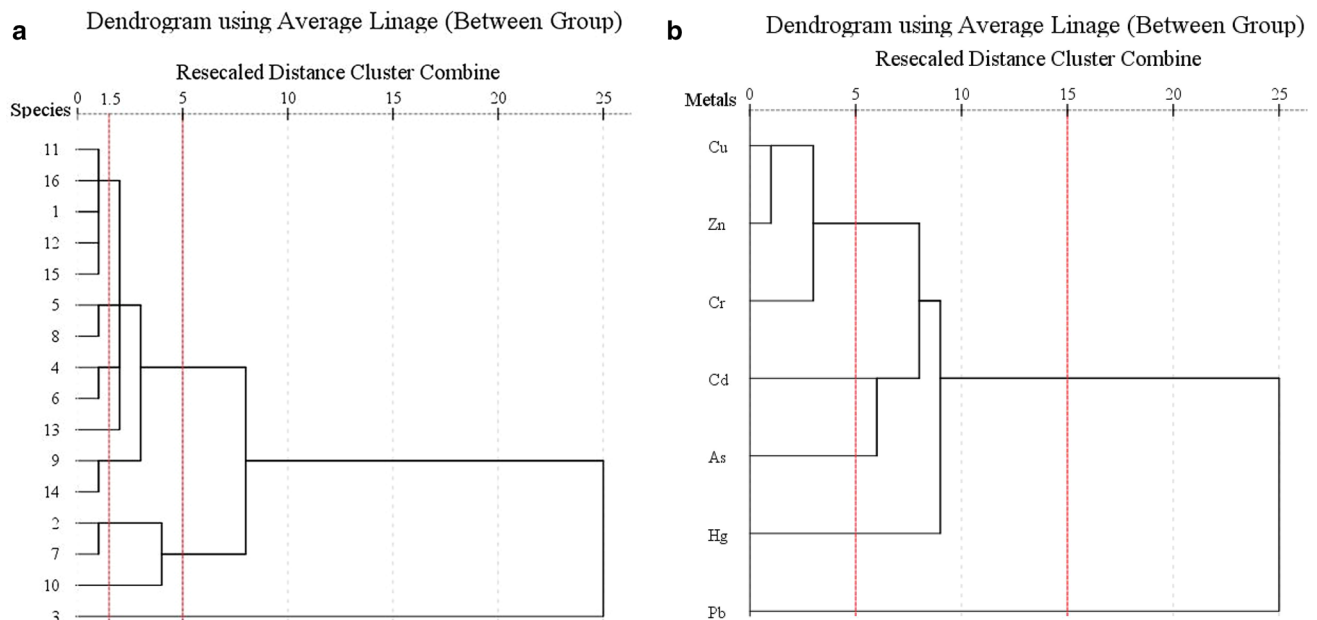 a
Dendrogram using Average Linage (Between Group)
Resecaled Distance Cluster Combine
Species 0 1.5 5 10 15 20 25
11
16
1
12
15
5
8
4
6
13
9
14
2
7
10
3
b
Dendrogram using Average Linage (Between Group)
Resecaled Distance Cluster Combine
Metals 0 5 10 15 20 25
Cu
Zn
Cr
Cd
As
Hg
Pb